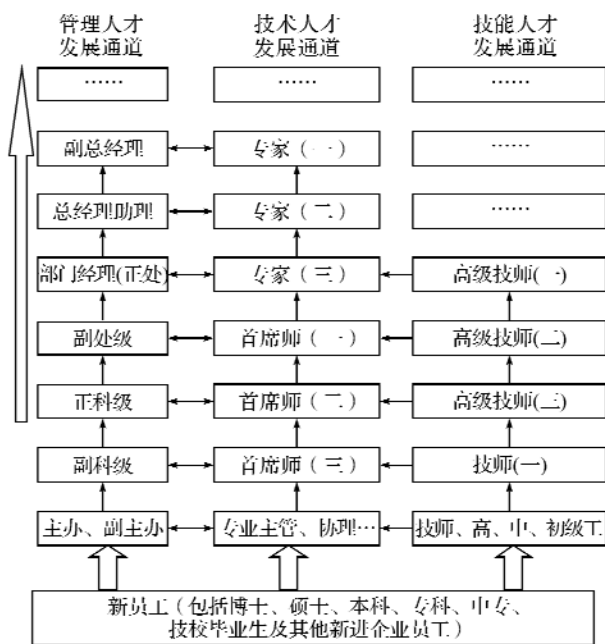 管理人才 技术人才 技能人才
发展通道 发展通道 发展通道
…… …… ……
副总经理 专家（一） ……
总经理助理 专家（二） ……
部门经理(正处) 专家（三） 高级技师(一)
副处级 首席师（一） 高级技师(二)
正科级 首席师（二） 高级技师(三)
副科级 首席师（三） 技师(一)
主办、副主办 专业主管、协理… 技师、高、中、初级工
新员工（包括博士、硕士、本科、专科、中专、
技校毕业生及其他新进企业员工）